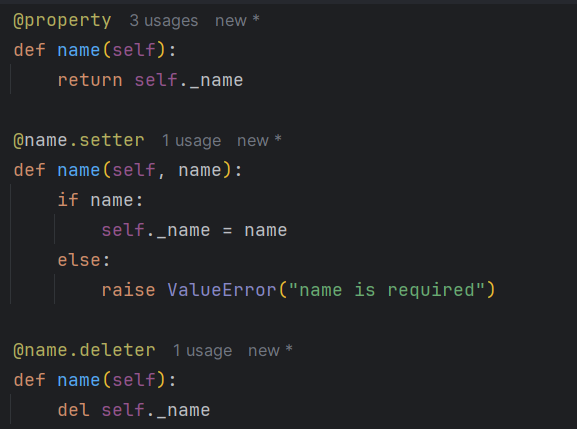 @property 3 usages new *
def name(self):
    return self._name
@name.setter 1 usage new *
def name(self, name):
    if name:
        self._name = name
    else:
        raise ValueError("name is required")
@name.deleter 1 usage new *
def name(self):
    del self._name